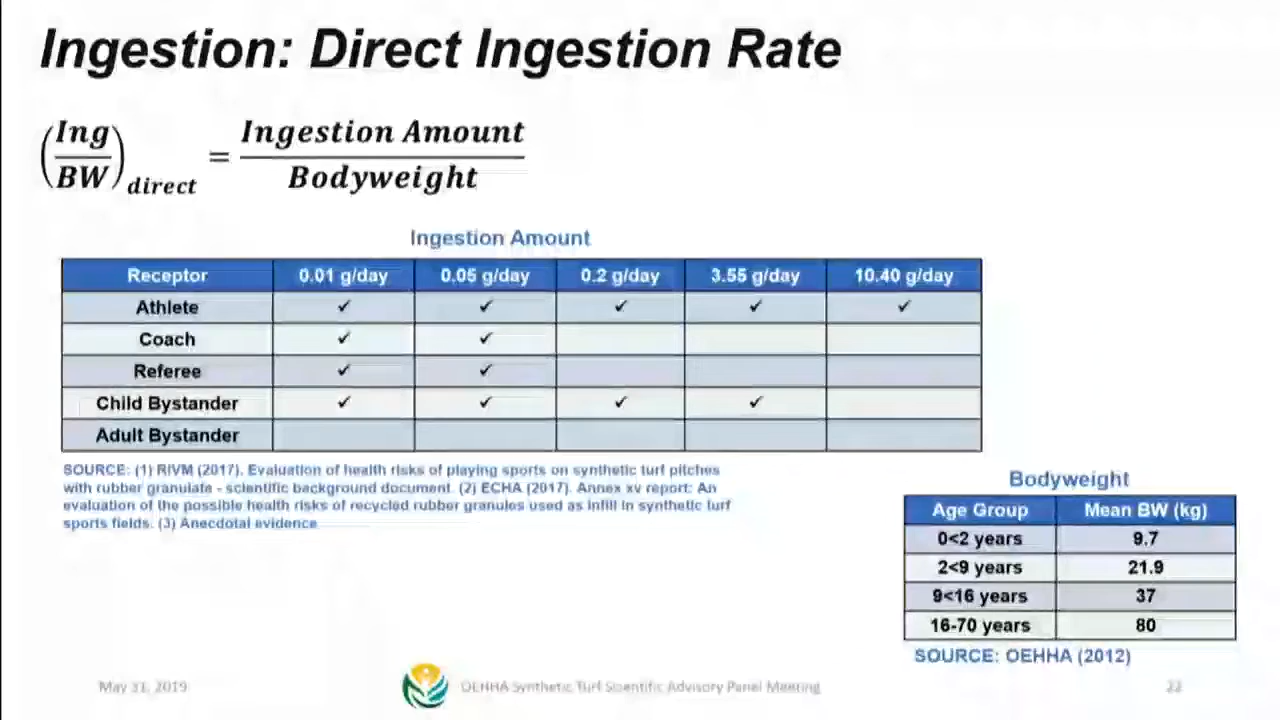 Ingestion: Direct Ingestion Rate
(Ing/BW)direct = Ingestion Amount/Bodyweight
Ingestion Amount
Receptor 0.01 g/day 0.05 g/day 0.2 g/day 3.55 g/day 10.40 g/day
Athlete ✓ ✓ ✓ ✓ ✓
Coach ✓ ✓
Referee ✓ ✓
Child Bystander ✓ ✓ ✓ ✓
Adult Bystander
SOURCE: (1) RIVM (2017). Evaluation of health risks of playing sports on synthetic turf pitches
with rubber granulate - scientific background document. (2) ECHA (2017). Annex xv report: An
evaluation of the possible health risks of recycled rubber granules used as infill in synthetic turf
sports fields. (3) Anecdotal evidence
Bodyweight
Age Group Mean BW (kg)
0<2 years 9.7
2<9 years 21.9
9<16 years 37
16-70 years 80
SOURCE: OEHHA (2012)
May 31, 2019
OEHHA Synthetic Turf Scientific Advisory Panel Meeting
22